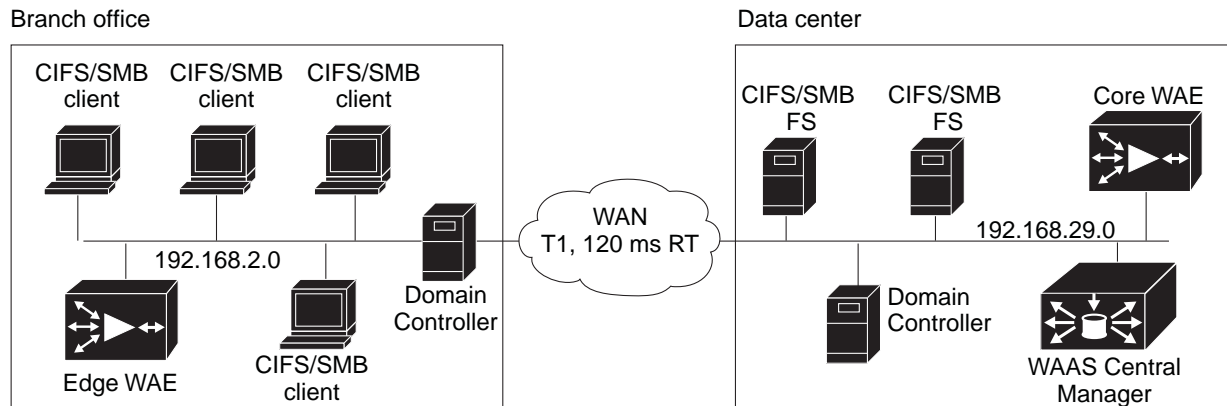 Branch office
Data center
CIFS/SMB
client
CIFS/SMB
client
CIFS/SMB
client
CIFS/SMB
FS
CIFS/SMB
FS
Core WAE
WAN
T1, 120 ms RT
192.168.2.0
192.168.29.0
Domain
Controller
Edge WAE
CIFS/SMB
client
Domain
Controller
WAAS Central
Manager